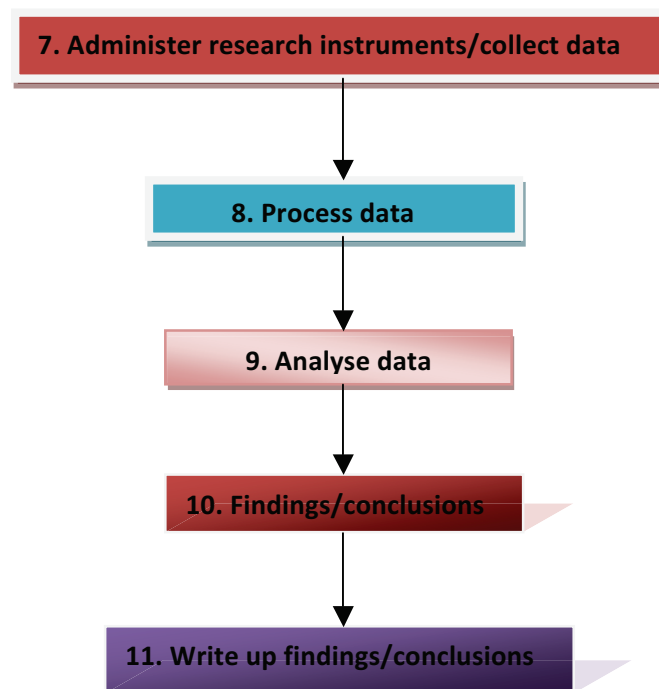 7. Administer research instruments/collect data
8. Process data
9. Analyse data
10. Findings/conclusions
11. Write up findings/conclusions